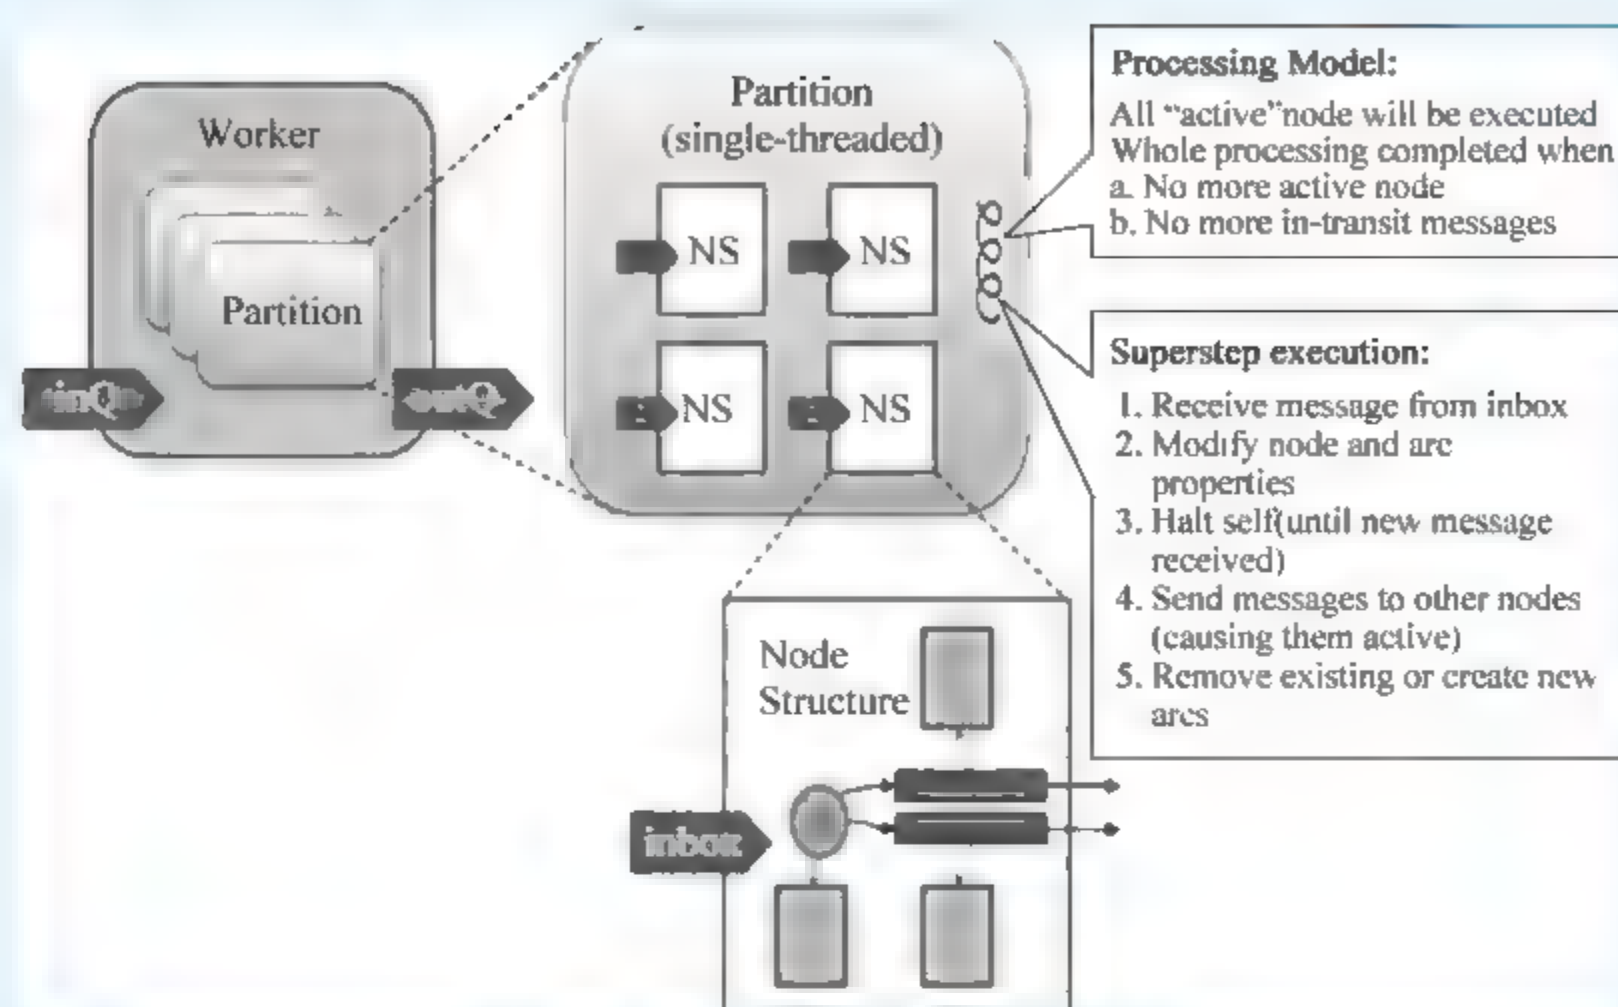 Worker
Partition
inQ
outQ
Partition
(single-threaded)
NS
NS
NS
NS
Processing Model:
All “active”node will be executed
Whole processing completed when
a. No more active node
b. No more in-transit messages
Superstep execution:
1. Receive message from inbox
2. Modify node and arc
properties
3. Halt self(until new message
received)
4. Send messages to other nodes
(causing them active)
5. Remove existing or create new
arcs
Node
Structure
inbox